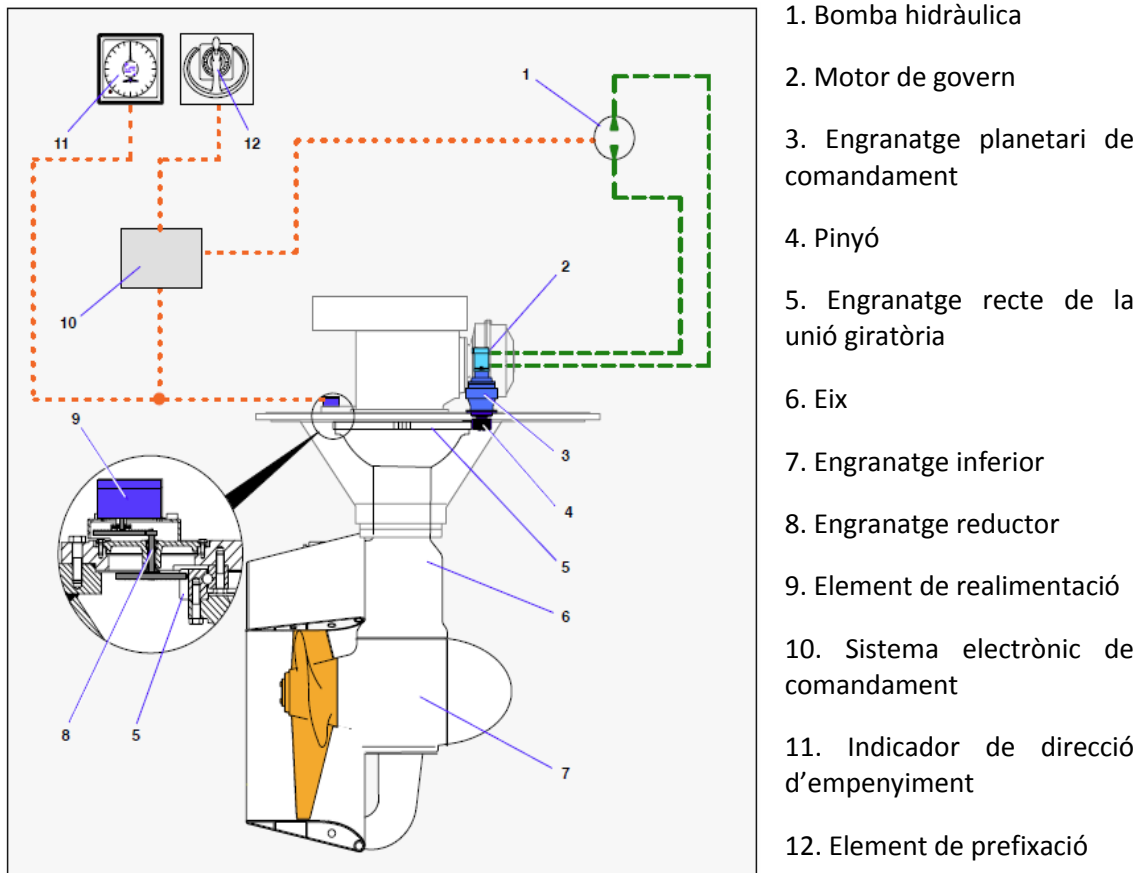 1. Bomba hidràulica
2. Motor de govern
3. Engranatge planetari de
comandament
4. Pinyó
5. Engranatge recte de la
unió giratòria
6. Eix
7. Engranatge inferior
8. Engranatge reductor
9. Element de realimentació
10. Sistema electrònic de
comandament
11. Indicador de direcció
d'empenyiment
12. Element de prefixació
11
12
1
2
10
9
3
4
5
6
8
5
7